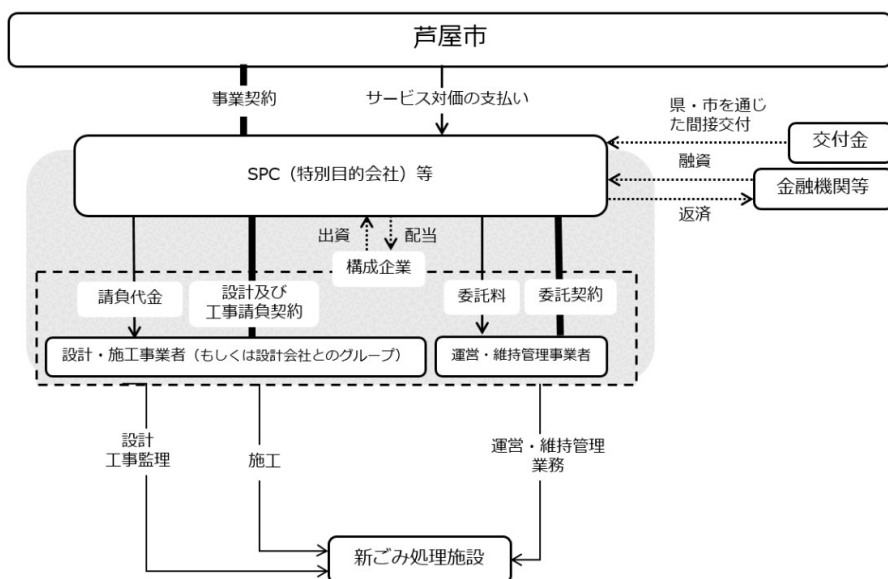 芦屋市
事業契約
サービス対価の支払い
県・市を通じ
た間接交付
交付金
SPC（特別目的会社）等
融資
金融機関等
返済
出資
配当
構成企業
請負代金
設計及び
工事請負契約
委託料
委託契約
設計・施工事業者（もしくは設計会社とのグループ）
運営・維持管理事業者
設計
工事監理
施工
運営・維持管理
業務
新ごみ処理施設